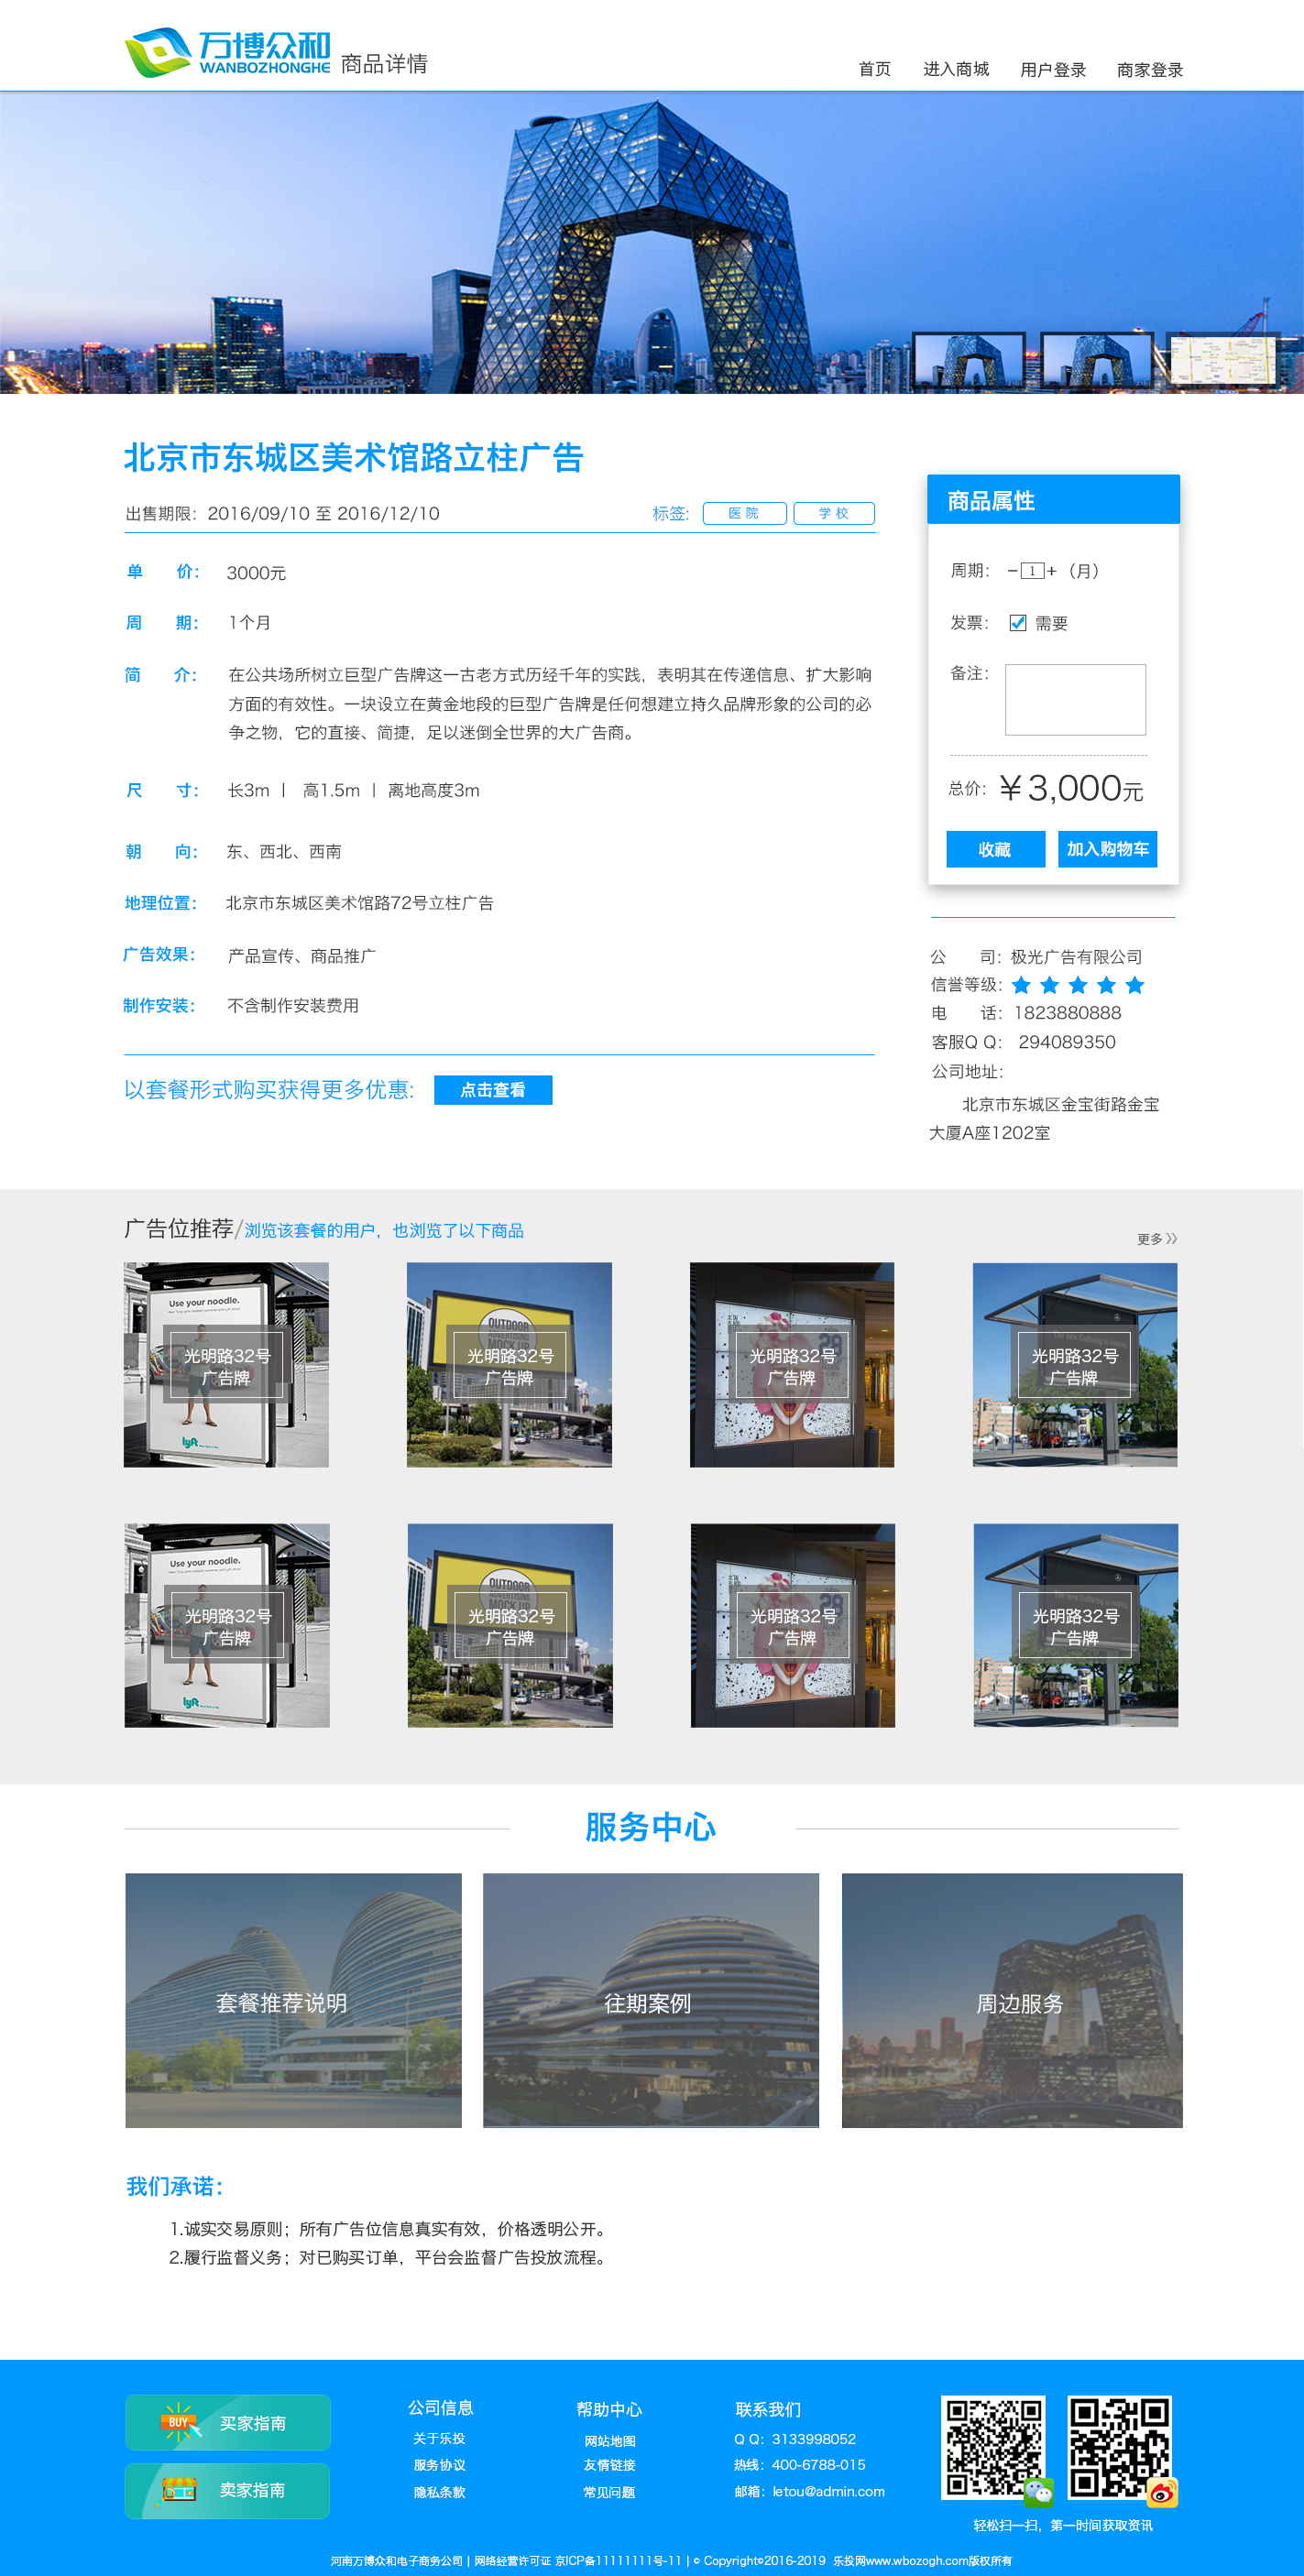 万博众和
WANBOZHONGHE
商品详情
首页 进入商城 用户登录 商家登录
北京市东城区美术馆路立柱广告
出售期限：2016/09/10 至 2016/12/10
标签: 医 院 学 校
单 价： 3000元
周 期： 1个月
简 介： 在公共场所树立巨型广告牌这一古老方式历经千年的实践，表明其在传递信息、扩大影响
方面的有效性。一块设立在黄金地段的巨型广告牌是任何想建立持久品牌形象的公司的必
争之物，它的直接、简捷，足以迷倒全世界的大广告商。
尺 寸： 长3m | 高1.5m | 离地高度3m
朝 向： 东、西北、西南
地理位置： 北京市东城区美术馆路72号立柱广告
广告效果： 产品宣传、商品推广
制作安装： 不含制作安装费用
以套餐形式购买获得更多优惠: 点击查看
商品属性
周期： －1+（月）
发票： 需要
备注：
总价：￥3,000元
收藏 加入购物车
公 司：极光广告有限公司
信誉等级：
电 话：1823880888
客服Q Q： 294089350
公司地址：
北京市东城区金宝街路金宝
大厦A座1202室
广告位推荐/浏览该套餐的用户，也浏览了以下商品
更多
Use your noodle.
光明路32号
广告牌
lyft
OUTDOOR
ADVERTISING
MOCK UP
光明路32号
广告牌
29
光明路32号
广告牌
光明路32号
广告牌
Use your noodle.
光明路32号
广告牌
lyft
OUTDOOR
ADVERTISING
MOCK UP
光明路32号
广告牌
29
光明路32号
广告牌
光明路32号
广告牌
服务中心
套餐推荐说明
往期案例
周边服务
我们承诺：
1.诚实交易原则；所有广告位信息真实有效，价格透明公开。
2.履行监督义务；对已购买订单，平台会监督广告投放流程。
BUY 买家指南
卖家指南
公司信息
关于乐投
服务协议
隐私条款
帮助中心
网站地图
友情链接
常见问题
联系我们
Q Q：3133998052
热线：400-6788-015
邮箱：letou@admin.com
轻松扫一扫，第一时间获取资讯
河南万博众和电子商务公司 | 网络经营许可证 京ICP备11111111号-11 | © Copyright©2016-2019 乐投网www.wbozogh.com版权所有